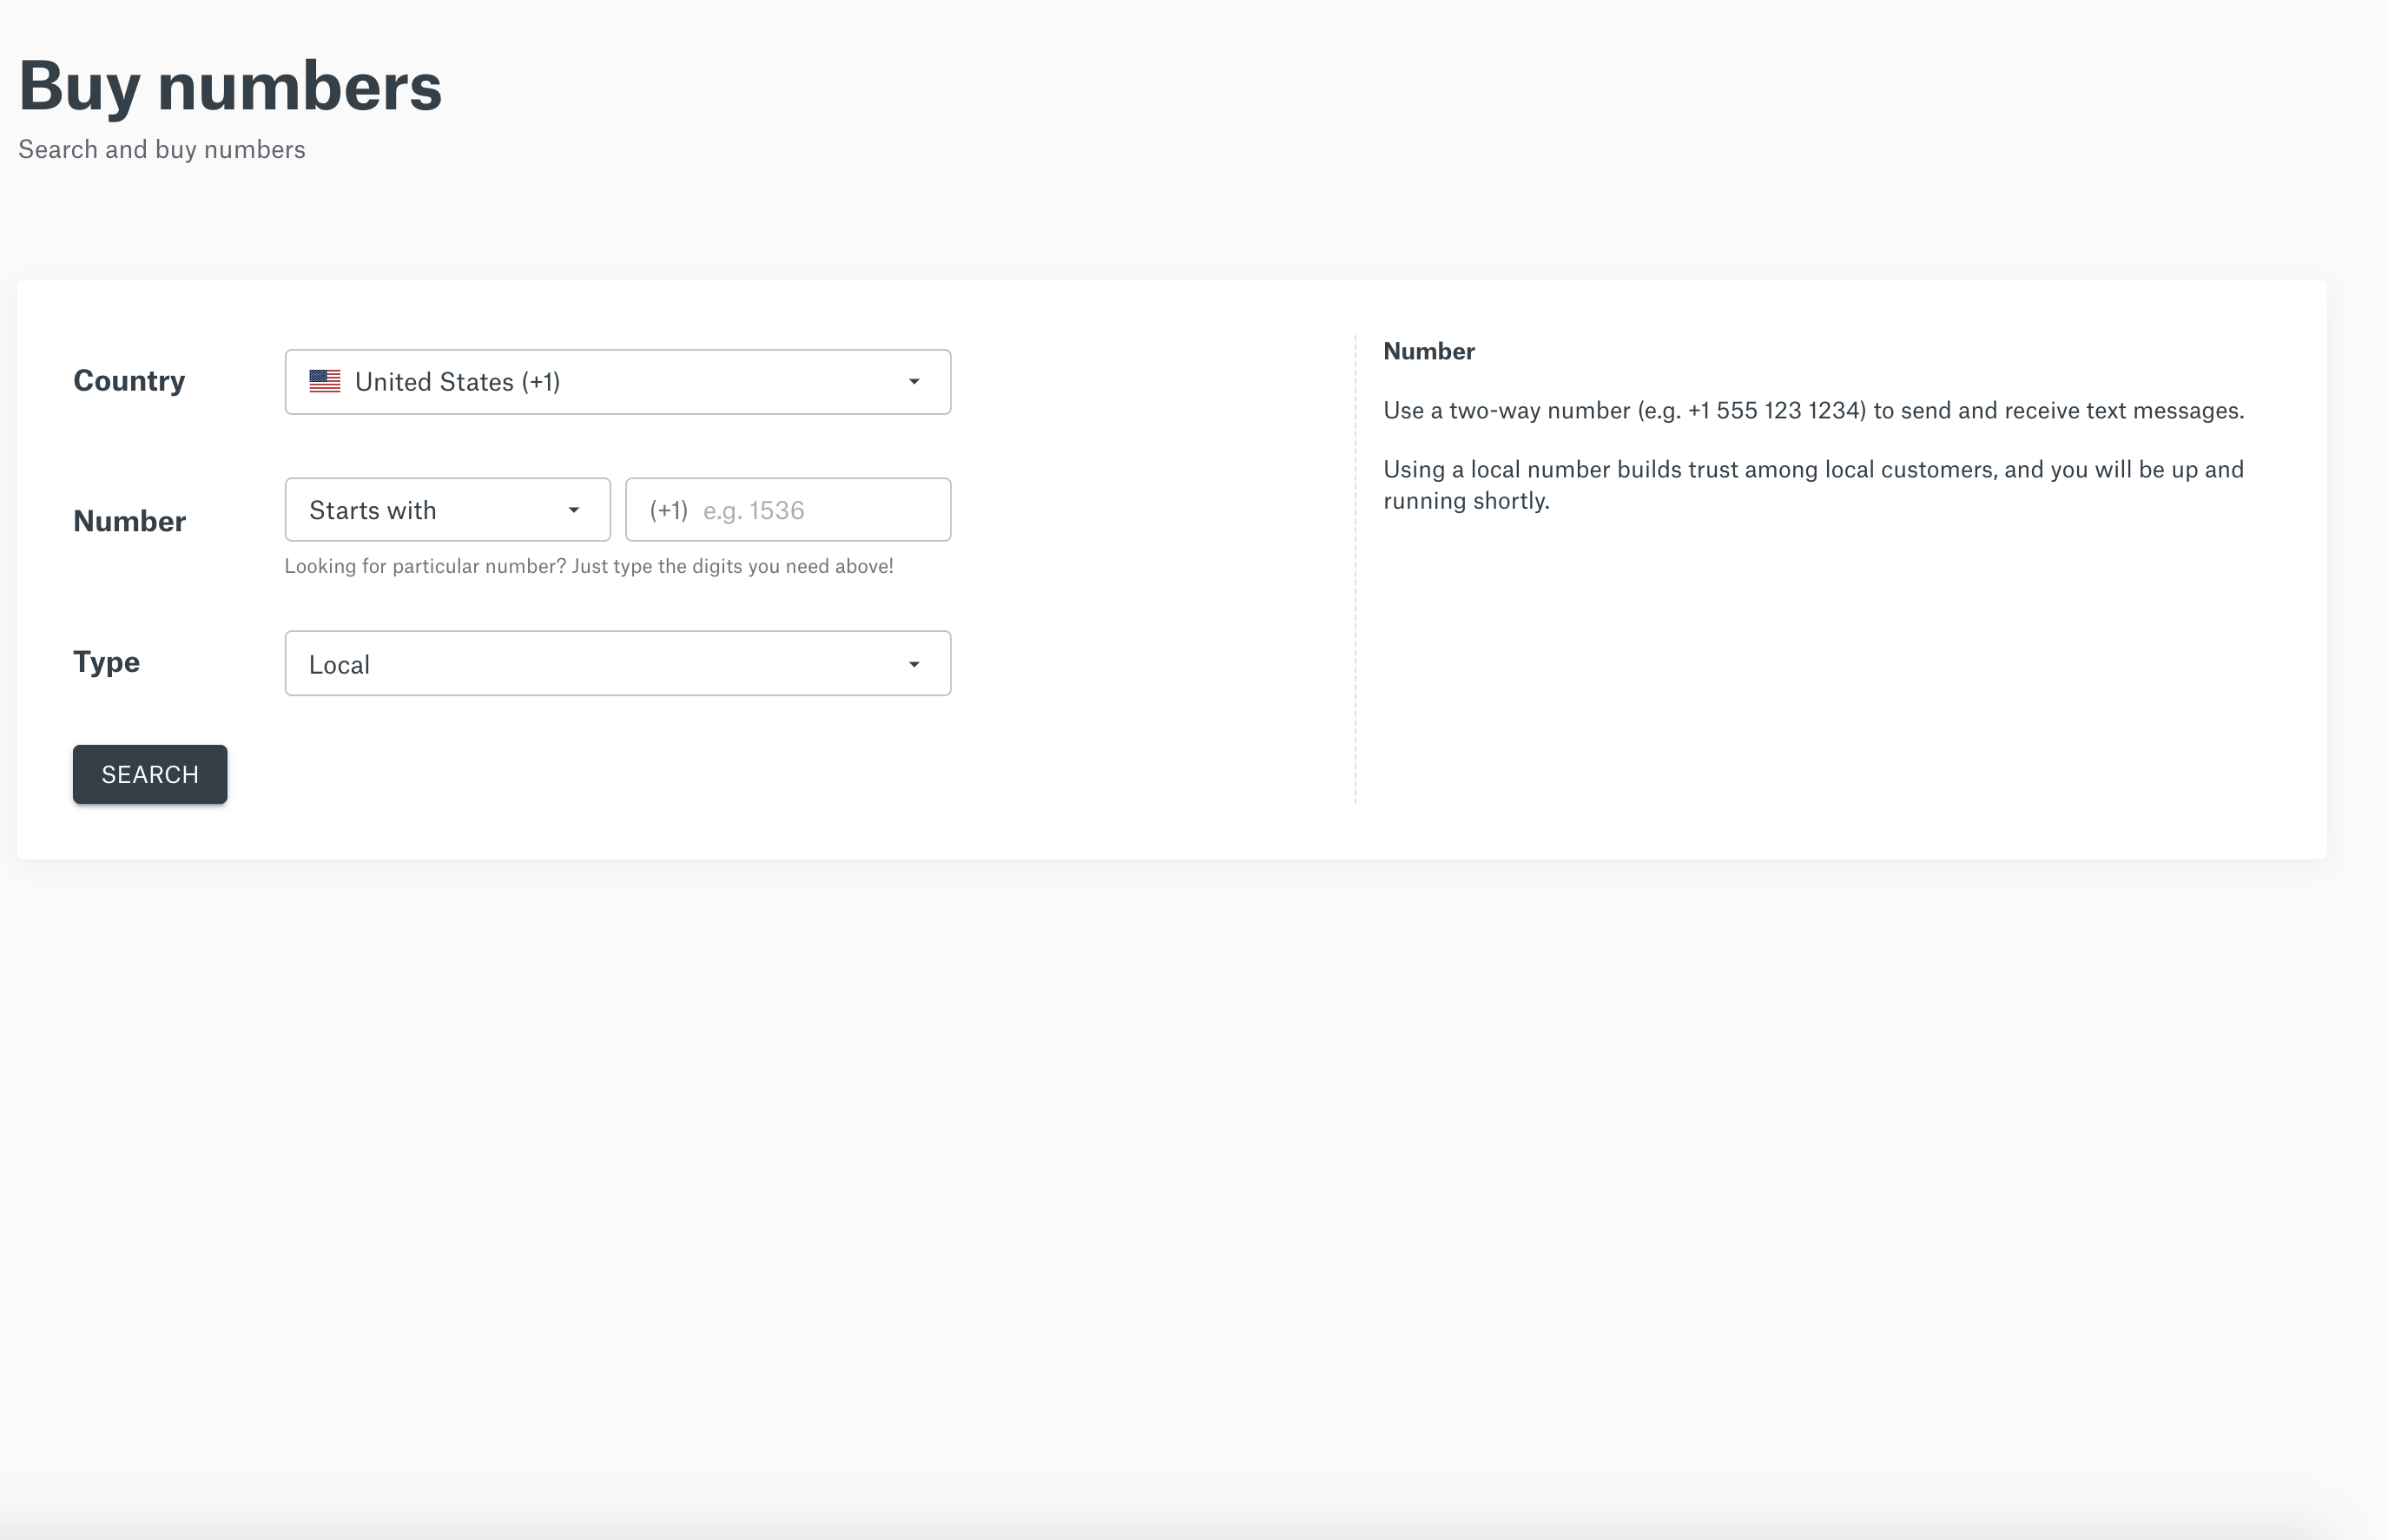 Buy numbers
Search and buy numbers
Country
United States (+1)
Number
Starts with
(+1) e.g. 1536
Looking for particular number? Just type the digits you need above!
Type
Local
SEARCH
Number
Use a two-way number (e.g. +1 555 123 1234) to send and receive text messages.
Using a local number builds trust among local customers, and you will be up and
running shortly.